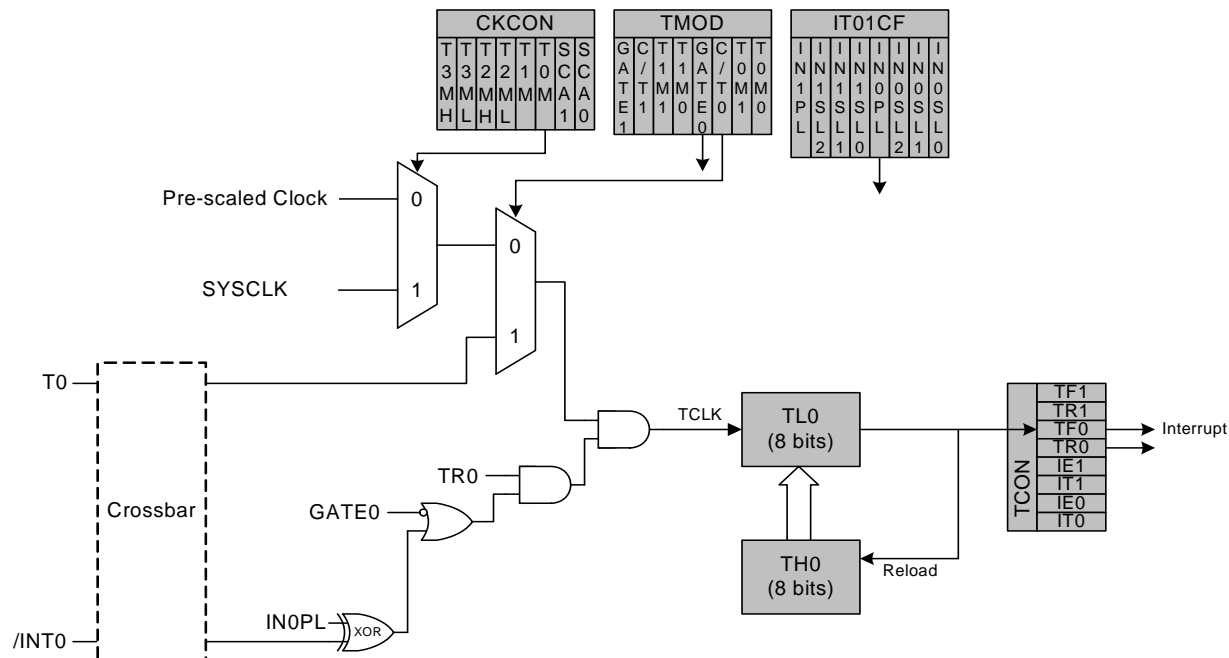 CKCON
T3MH
T3ML
T2MH
T2ML
T1M
T0M
SCA1
SCA0
TMOD
GATE1
C/T1
T1M1
T1M0
GATE0
C/T0
T0M1
T0M0
IT01CF
IN1PL
IN1SL2
IN1SL1
IN1SL0
IN0PL
IN0SL2
IN0SL1
IN0SL0
Pre-scaled Clock
0
SYSCLK
1
0
1
T0
Crossbar
/INT0
GATE0
TR0
IN0PL
XOR
TCLK
TL0
(8 bits)
TH0
(8 bits)
Reload
TCON
TF1
TR1
TF0
TR0
IE1
IT1
IE0
IT0
Interrupt